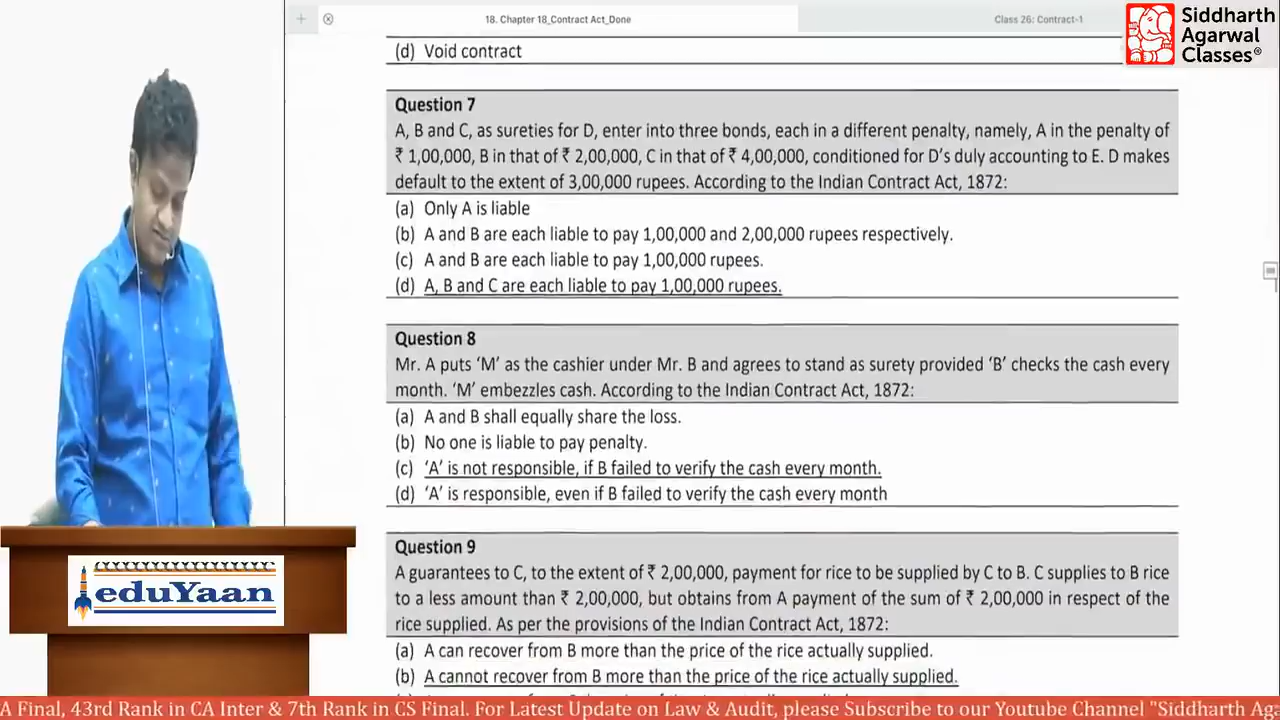 18. Chapter 18_Contract Act_Done
Class 26: Contract-1
Siddharth
Agarwal
Classes®
(d) Void contract
Question 7
A, B and C, as sureties for D, enter into three bonds, each in a different penalty, namely, A in the penalty of
₹ 1,00,000, B in that of ₹ 2,00,000, C in that of ₹ 4,00,000, conditioned for D's duly accounting to E. D makes
default to the extent of 3,00,000 rupees. According to the Indian Contract Act, 1872:
(a) Only A is liable
(b) A and B are each liable to pay 1,00,000 and 2,00,000 rupees respectively.
(c) A and B are each liable to pay 1,00,000 rupees.
(d) A, B and C are each liable to pay 1,00,000 rupees.
Question 8
Mr. A puts 'M' as the cashier under Mr. B and agrees to stand as surety provided 'B' checks the cash every
month. 'M' embezzles cash. According to the Indian Contract Act, 1872:
(a) A and B shall equally share the loss.
(b) No one is liable to pay penalty.
(c) 'A' is not responsible, if B failed to verify the cash every month.
(d) 'A' is responsible, even if B failed to verify the cash every month
Question 9
A guarantees to C, to the extent of ₹ 2,00,000, payment for rice to be supplied by C to B. C supplies to B rice
to a less amount than ₹ 2,00,000, but obtains from A payment of the sum of ₹ 2,00,000 in respect of the
rice supplied. As per the provisions of the Indian Contract Act, 1872:
(a) A can recover from B more than the price of the rice actually supplied.
(b) A cannot recover from B more than the price of the rice actually supplied.
eduYaan
A Final, 43rd Rank in CA Inter & 7th Rank in CS Final. For Latest Update on Law & Audit, please Subscribe to our Youtube Channel "Siddharth Aga